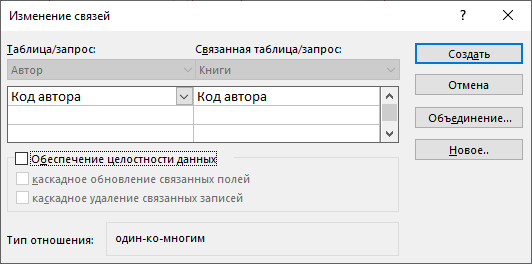 Изменение связей
Таблица/запрос: Связанная таблица/запрос:
Автор Книги
Код автора Код автора
Обеспечение целостности данных
каскадное обновление связанных полей
каскадное удаление связанных записей
Тип отношения: один-ко-многим
Создать
Отмена
Объединение...
Новое..